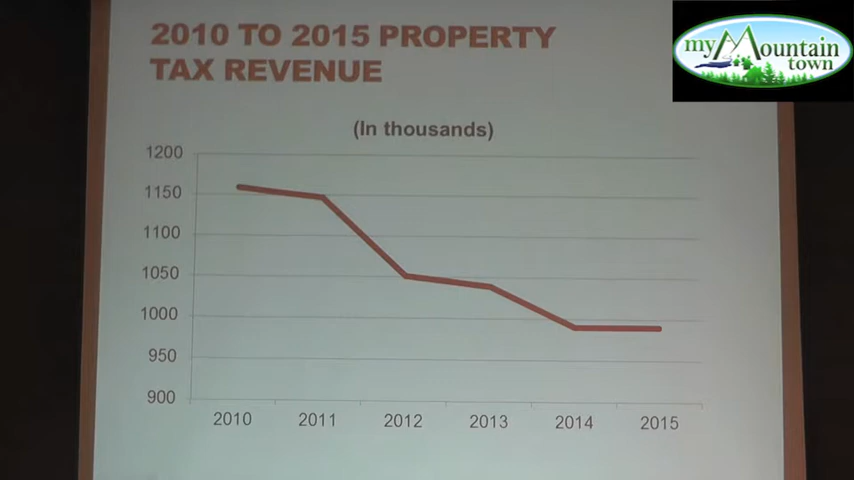 2010 TO 2015 PROPERTY
TAX REVENUE
my Mountain
town
(In thousands)
1200
1150
1100
1050
1000
950
900
2010 2011 2012 2013 2014 2015